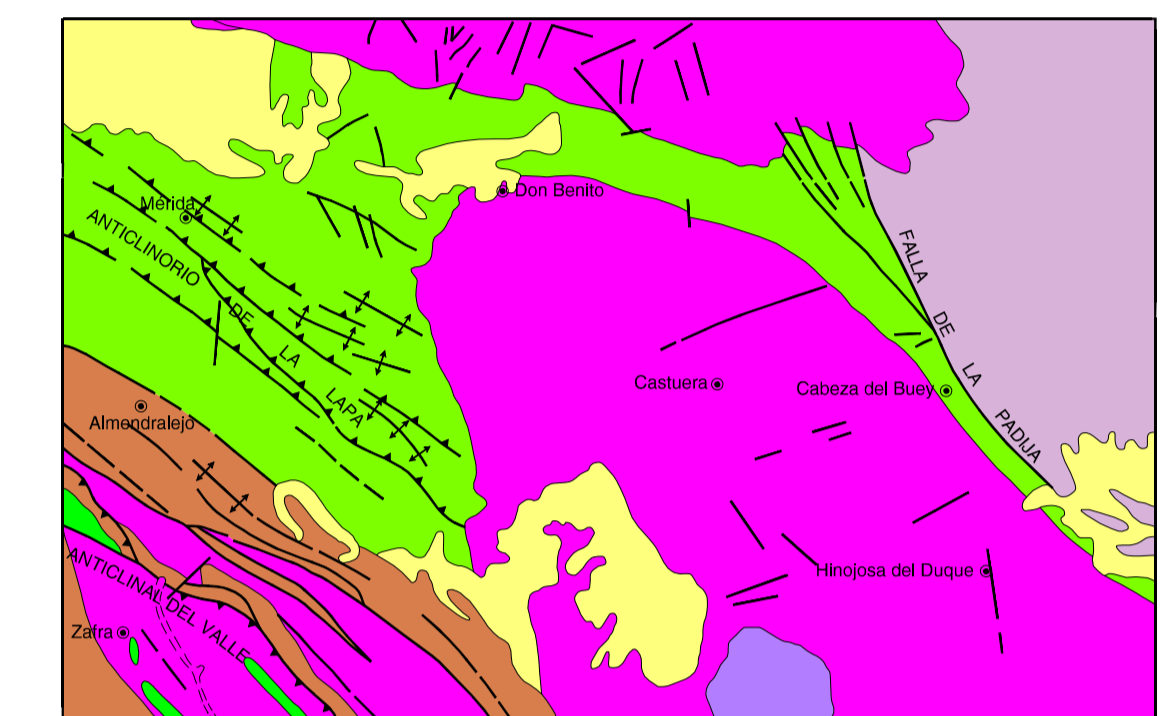 Don Benito
Mérida
ANTICLINORIO DE LA LAPA
FALLA DE LA PADIJA
Castuera
Cabeza del Buey
Almendralejo
Hinojosa del Duque
ANTICLINAL DEL VALLE
Zafra